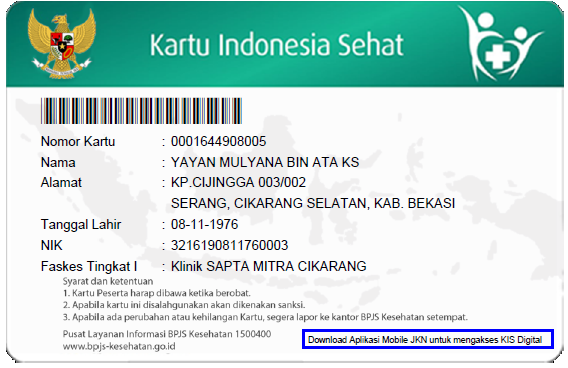 Kartu Indonesia Sehat
Nomor Kartu : 0001644908005
Nama : YAYAN MULYANA BIN ATA KS
Alamat : KP.CIJINGGA 003/002
SERANG, CIKARANG SELATAN, KAB. BEKASI
Tanggal Lahir : 08-11-1976
NIK : 3216190811760003
Faskes Tingkat I : Klinik SAPTA MITRA CIKARANG
Syarat dan ketentuan
1. Kartu Peserta harap dibawa ketika berobat.
2. Apabila kartu ini disalahgunakan akan dikenakan sanksi.
3. Apabila ada perubahan atau kehilangan Kartu, segera lapor ke kantor BPJS Kesehatan setempat.
Pusat Layanan Informasi BPJS Kesehatan 1500400
www.bpjs-kesehatan.go.id
Download Aplikasi Mobile JKN untuk mengakses KIS Digital